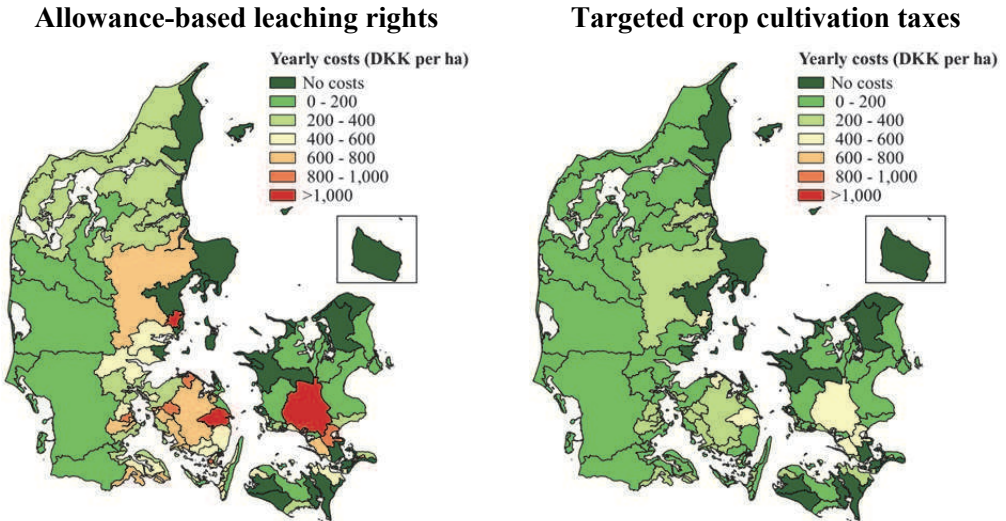 Allowance-based leaching rights
Yearly costs (DKK per ha)
No costs
0 - 200
200 - 400
400 - 600
600 - 800
800 - 1,000
>1,000
Targeted crop cultivation taxes
Yearly costs (DKK per ha)
No costs
0 - 200
200 - 400
400 - 600
600 - 800
800 - 1,000
>1,000